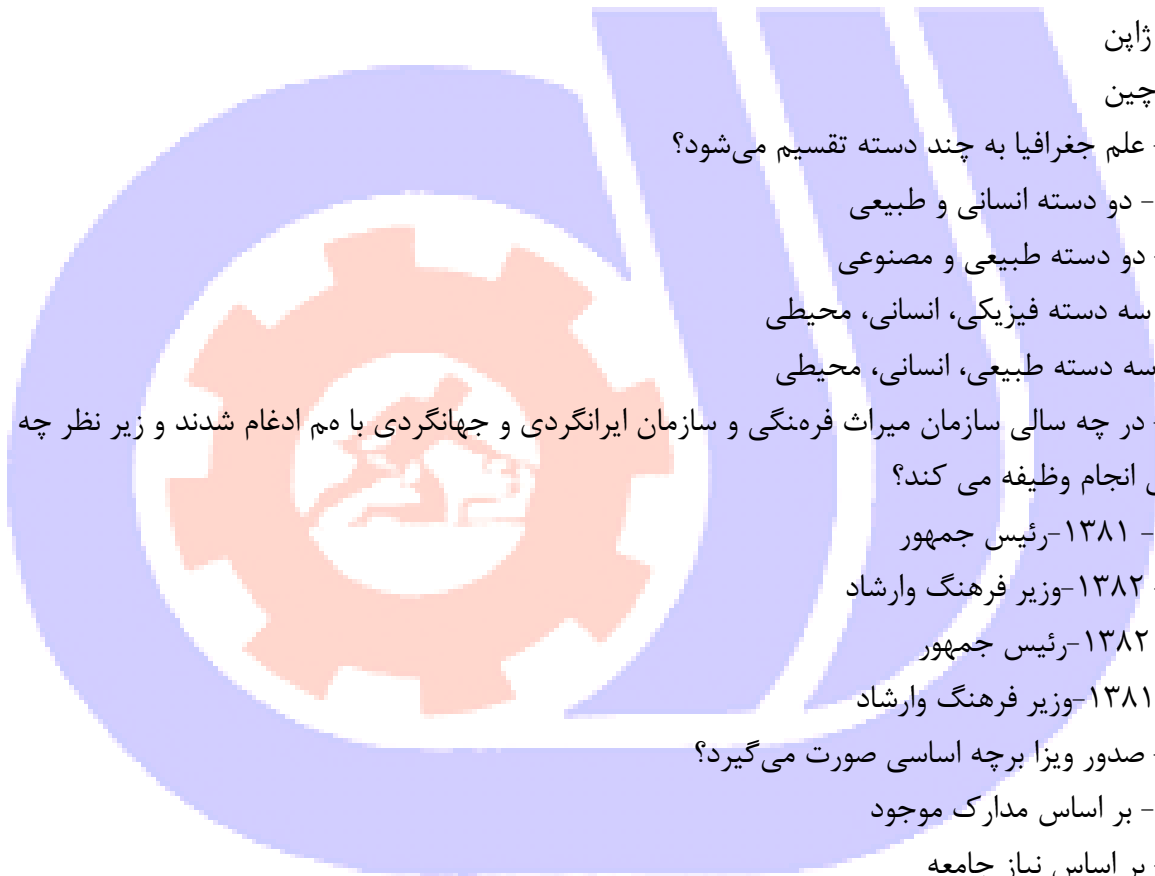 ژاپن
چین
- علم جغرافیا به چند دسته تقسیم می‌شود؟
- دو دسته انسانی و طبیعی
- دو دسته طبیعی و مصنوعی
سه دسته فیزیکی، انسانی، محیطی
سه دسته طبیعی، انسانی، محیطی
- در چه سالی سازمان میراث فرهنگی و سازمان ایرانگردی و جهانگردی با هم ادغام شدند و زیر نظر چه
انجام وظیفه می کند؟
- ۱۳۸۱-رئیس جمهور
- ۱۳۸۲-وزیر فرهنگ وارشاد
۱۳۸۲-رئیس جمهور
۱۳۸۱-وزیر فرهنگ وارشاد
- صدور ویزا برچه اساسی صورت می‌گیرد؟
- بر اساس مدارک موجود
- بر اساس نیاز جامعه